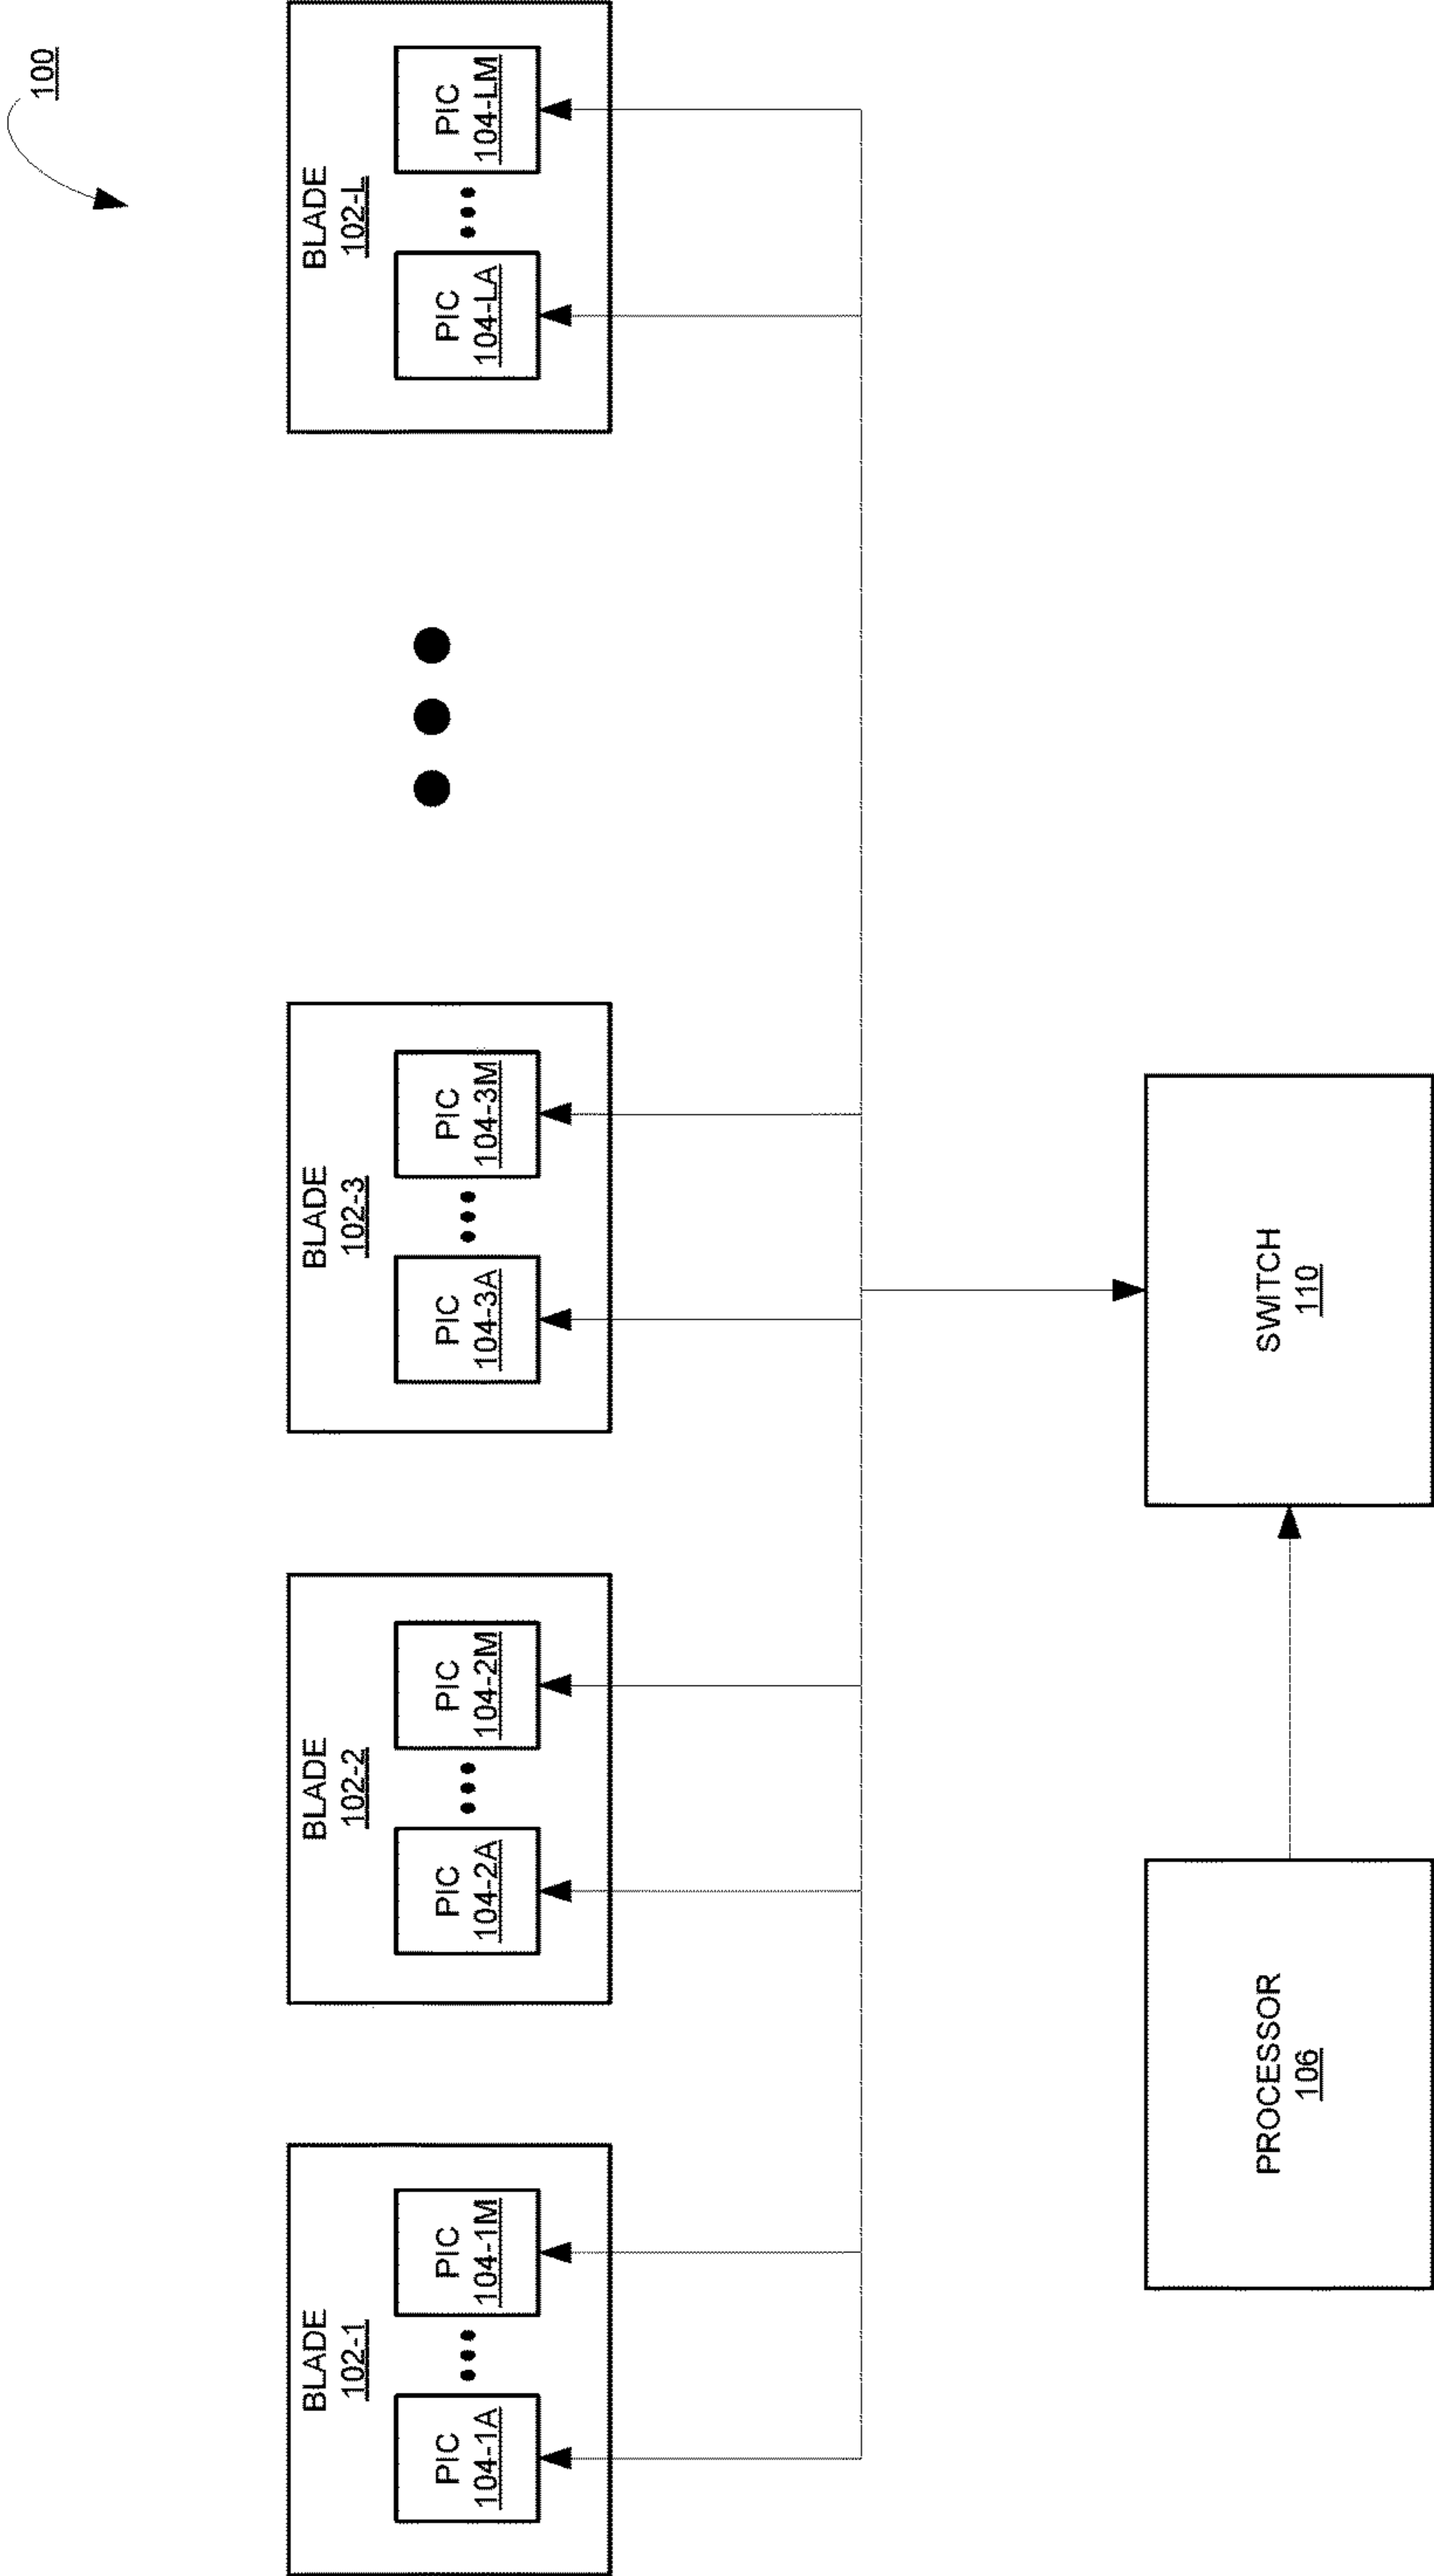 100
BLADE
102-1
PIC
104-1A
PIC
104-1M
BLADE
102-2
PIC
104-2A
PIC
104-2M
BLADE
102-3
PIC
104-3A
PIC
104-3M
BLADE
102-L
PIC
104-LA
PIC
104-LM
PROCESSOR
106
SWITCH
110